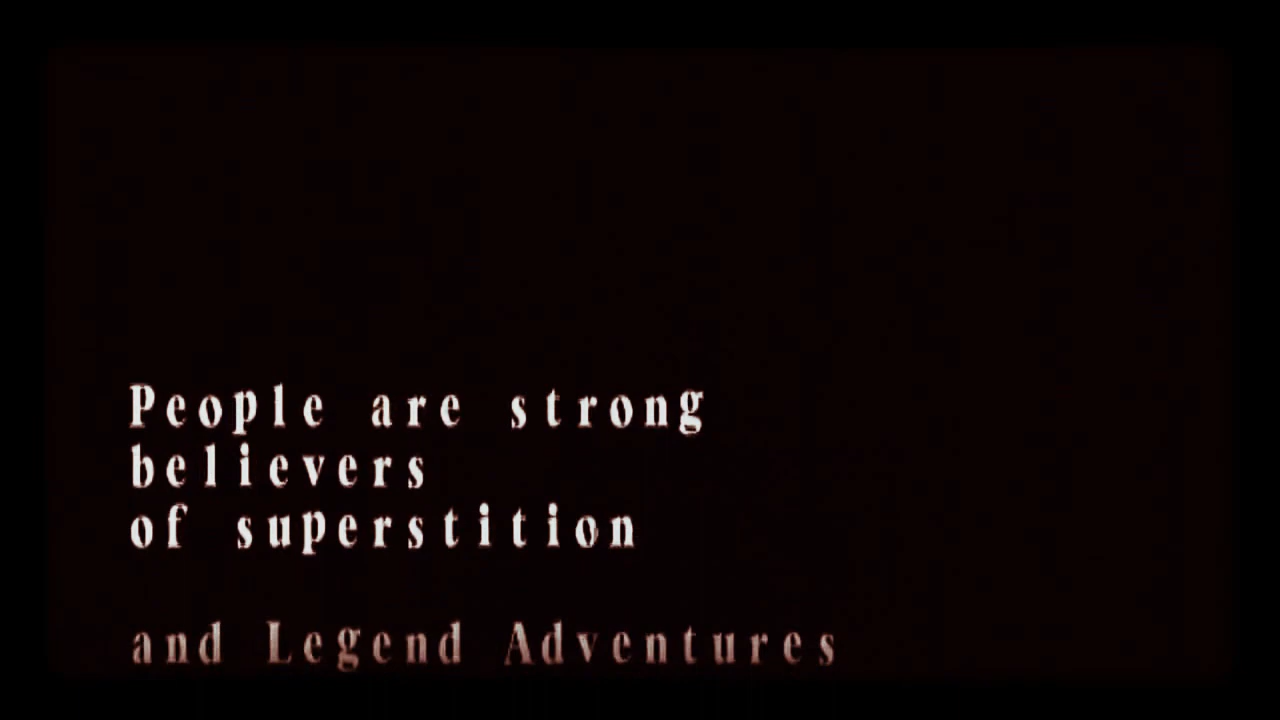 People are strong
believers
of superstition
and Legend Adventures